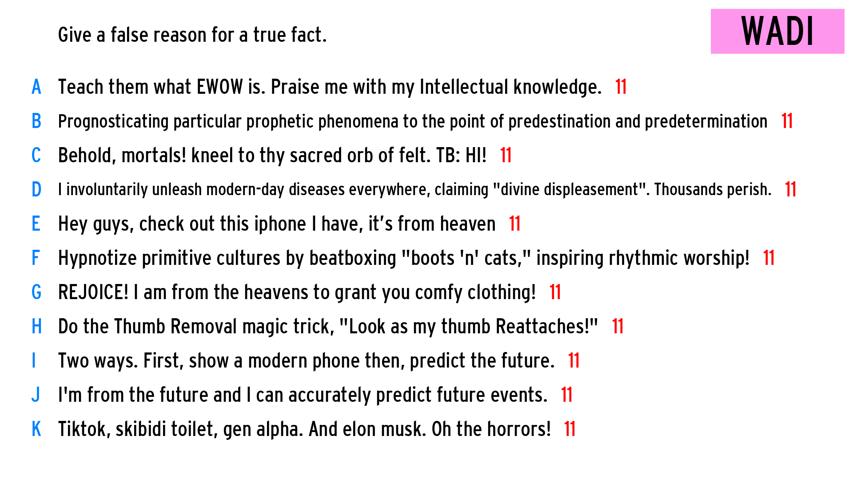 Give a false reason for a true fact.
WADI
A Teach them what EWOW is. Praise me with my Intellectual knowledge. 11
B Prognosticating particular prophetic phenomena to the point of predestination and predetermination 11
C Behold, mortals! kneel to thy sacred orb of felt. TB: HI! 11
D I involuntarily unleash modern-day diseases everywhere, claiming "divine displeasement". Thousands perish. 11
E Hey guys, check out this iphone I have, it’s from heaven 11
F Hypnotize primitive cultures by beatboxing "boots 'n' cats," inspiring rhythmic worship! 11
G REJOICE! I am from the heavens to grant you comfy clothing! 11
H Do the Thumb Removal magic trick, "Look as my thumb Reattaches!" 11
I Two ways. First, show a modern phone then, predict the future. 11
J I'm from the future and I can accurately predict future events. 11
K Tiktok, skibidi toilet, gen alpha. And elon musk. Oh the horrors! 11